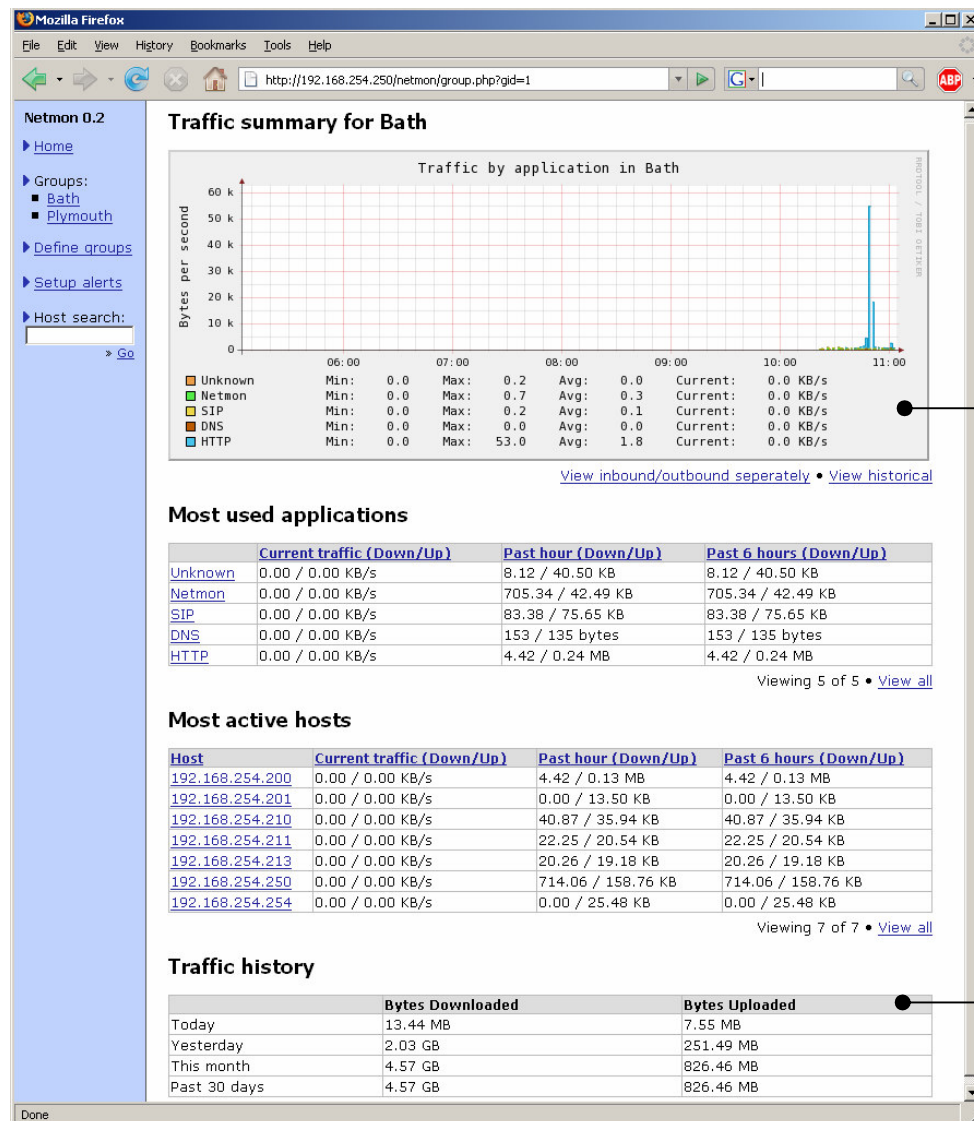 Mozilla Firefox
File Edit View History Bookmarks Tools Help
http://192.168.254.250/netmon/group.php?gid=1
G
ABP
Netmon 0.2
Home
Groups:
Bath
Plymouth
Define groups
Setup alerts
Host search:
» Go
Traffic summary for Bath
Traffic by application in Bath
RRDTOOL / TOBI OETIKER
Bytes per second
60 k
50 k
40 k
30 k
20 k
10 k
0
06:00 07:00 08:00 09:00 10:00 11:00
Unknown Min: 0.0 Max: 0.2 Avg: 0.0 Current: 0.0 KB/s
Netmon Min: 0.0 Max: 0.7 Avg: 0.3 Current: 0.0 KB/s
SIP Min: 0.0 Max: 0.2 Avg: 0.1 Current: 0.0 KB/s
DNS Min: 0.0 Max: 0.0 Avg: 0.0 Current: 0.0 KB/s
HTTP Min: 0.0 Max: 53.0 Avg: 1.8 Current: 0.0 KB/s
View inbound/outbound seperately • View historical
Most used applications
Current traffic (Down/Up) Past hour (Down/Up) Past 6 hours (Down/Up)
Unknown 0.00 / 0.00 KB/s 8.12 / 40.50 KB 8.12 / 40.50 KB
Netmon 0.00 / 0.00 KB/s 705.34 / 42.49 KB 705.34 / 42.49 KB
SIP 0.00 / 0.00 KB/s 83.38 / 75.65 KB 83.38 / 75.65 KB
DNS 0.00 / 0.00 KB/s 153 / 135 bytes 153 / 135 bytes
HTTP 0.00 / 0.00 KB/s 4.42 / 0.24 MB 4.42 / 0.24 MB
Viewing 5 of 5 • View all
Most active hosts
Host Current traffic (Down/Up) Past hour (Down/Up) Past 6 hours (Down/Up)
192.168.254.200 0.00 / 0.00 KB/s 4.42 / 0.13 MB 4.42 / 0.13 MB
192.168.254.201 0.00 / 0.00 KB/s 0.00 / 13.50 KB 0.00 / 13.50 KB
192.168.254.210 0.00 / 0.00 KB/s 40.87 / 35.94 KB 40.87 / 35.94 KB
192.168.254.211 0.00 / 0.00 KB/s 22.25 / 20.54 KB 22.25 / 20.54 KB
192.168.254.213 0.00 / 0.00 KB/s 20.26 / 19.18 KB 20.26 / 19.18 KB
192.168.254.250 0.00 / 0.00 KB/s 714.06 / 158.76 KB 714.06 / 158.76 KB
192.168.254.254 0.00 / 0.00 KB/s 0.00 / 25.48 KB 0.00 / 25.48 KB
Viewing 7 of 7 • View all
Traffic history
Bytes Downloaded Bytes Uploaded
Today 13.44 MB 7.55 MB
Yesterday 2.03 GB 251.49 MB
This month 4.57 GB 826.46 MB
Past 30 days 4.57 GB 826.46 MB
Done